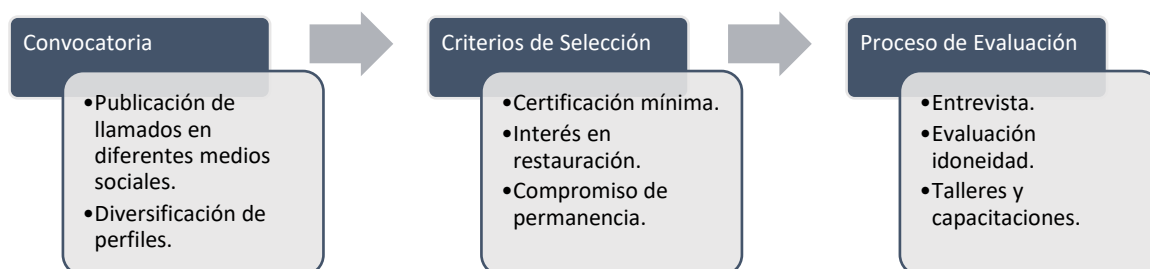 Convocatoria
•Publicación de
llamados en
diferentes medios
sociales.
•Diversificación de
perfiles.
Criterios de Selección
•Certificación mínima.
•Interés en
restauración.
•Compromiso de
permanencia.
Proceso de Evaluación
•Entrevista.
•Evaluación
idoneidad.
•Talleres y
capacitaciones.